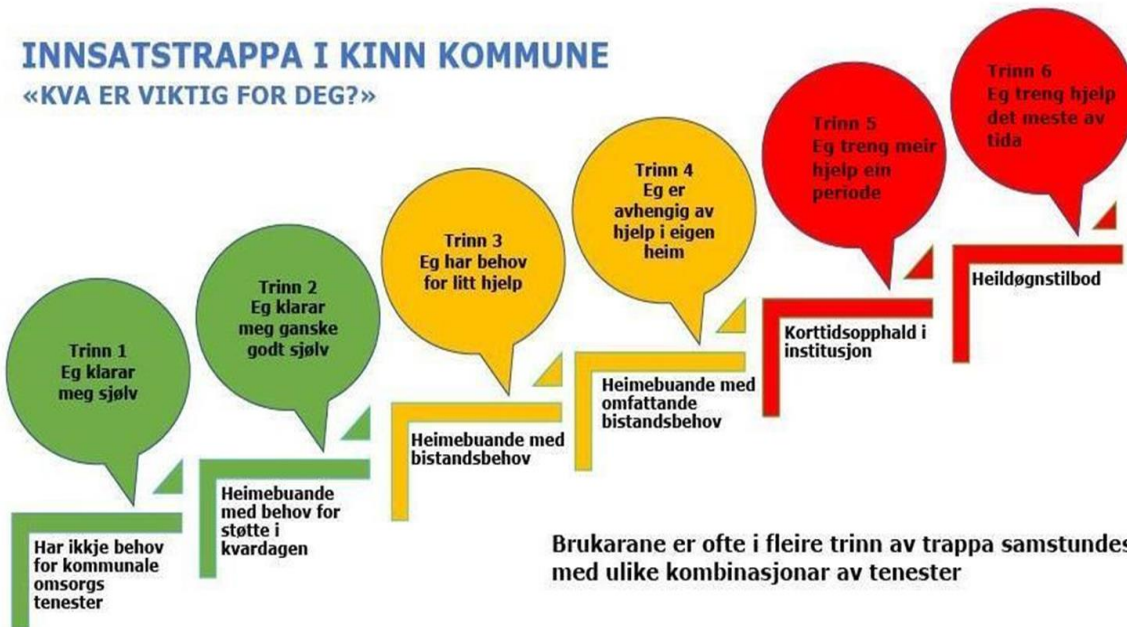 INNSATSTRAPPA I KINN KOMMUNE
«KVA ER VIKTIG FOR DEG?»
Trinn 1
Eg klarar
meg sjølv
Har ikkje behov
for kommunale
omsorgs
tenester
Trinn 2
Eg klarar
meg ganske
godt sjølv
Heimebuande
med behov for
støtte i
kvardagen
Trinn 3
Eg har behov
for litt hjelp
Heimebuande med
bistandsbehov
Trinn 4
Eg er
avhengig av
hjelp i eigen
heim
Heimebuande med
omfattande
bistandsbehov
Trinn 5
Eg treng meir
hjelp ein
periode
Korttidsopphald i
institusjon
Trinn 6
Eg treng hjelp
det meste av
tida
Heildøgnstilbod
Brukarane er ofte i fleire trinn av trappa samstundes
med ulike kombinasjonar av tenester